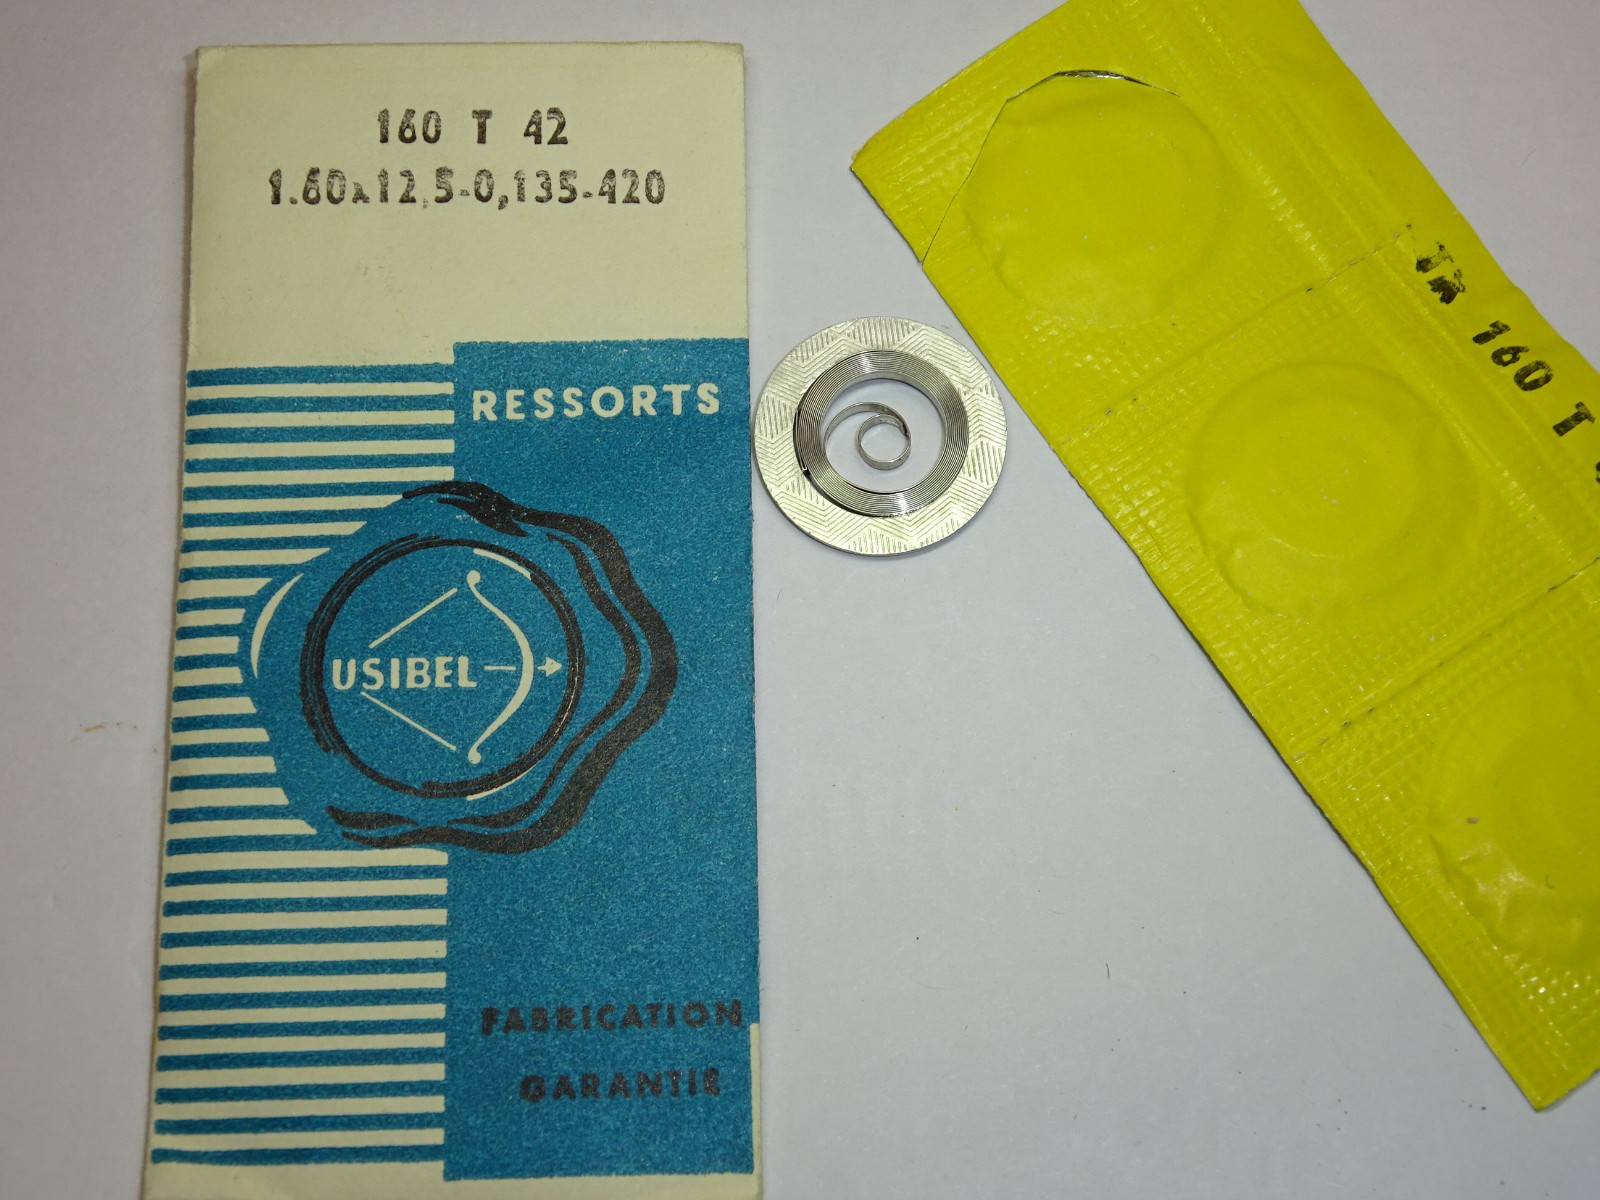 160 T 42
1.60x12,5-0,135-420
RESSORTS
USIBEL
FABRICATION
GARANTIE
160 T